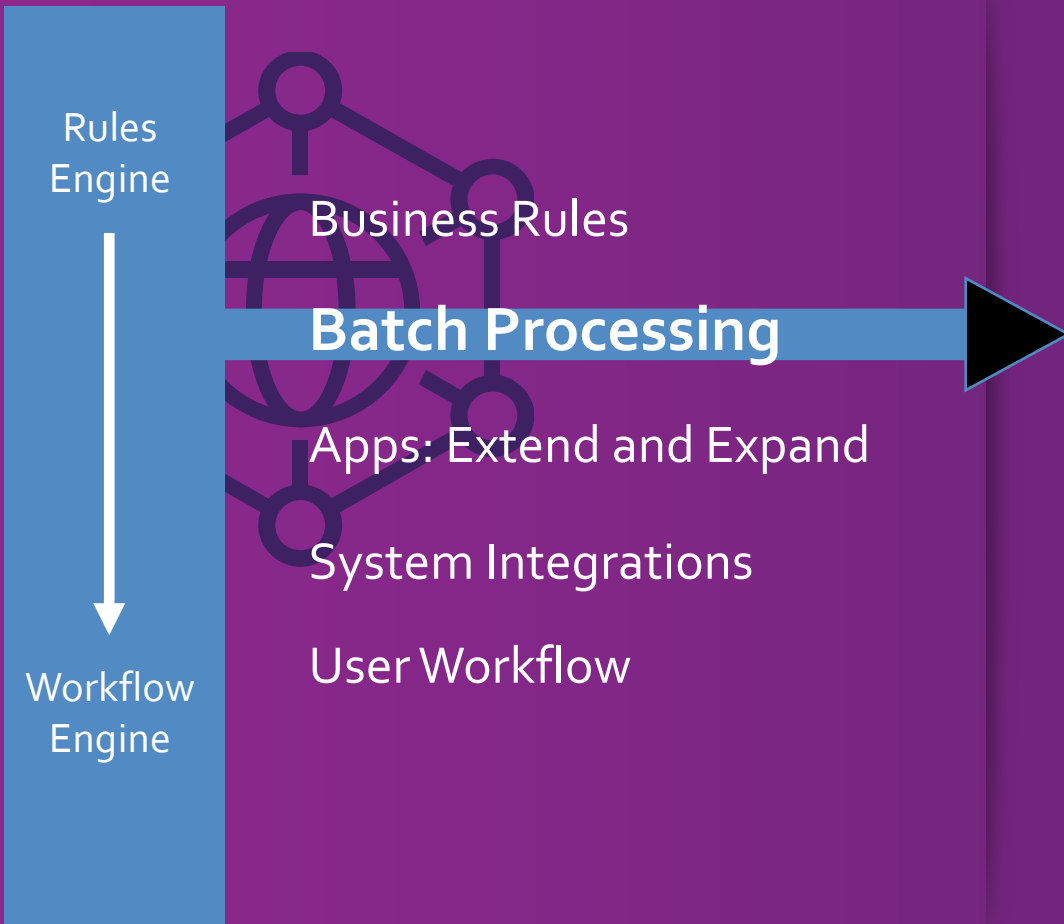 Rules
Engine
Workflow
Engine
Business Rules
Batch Processing
Apps: Extend and Expand
System Integrations
User Workflow